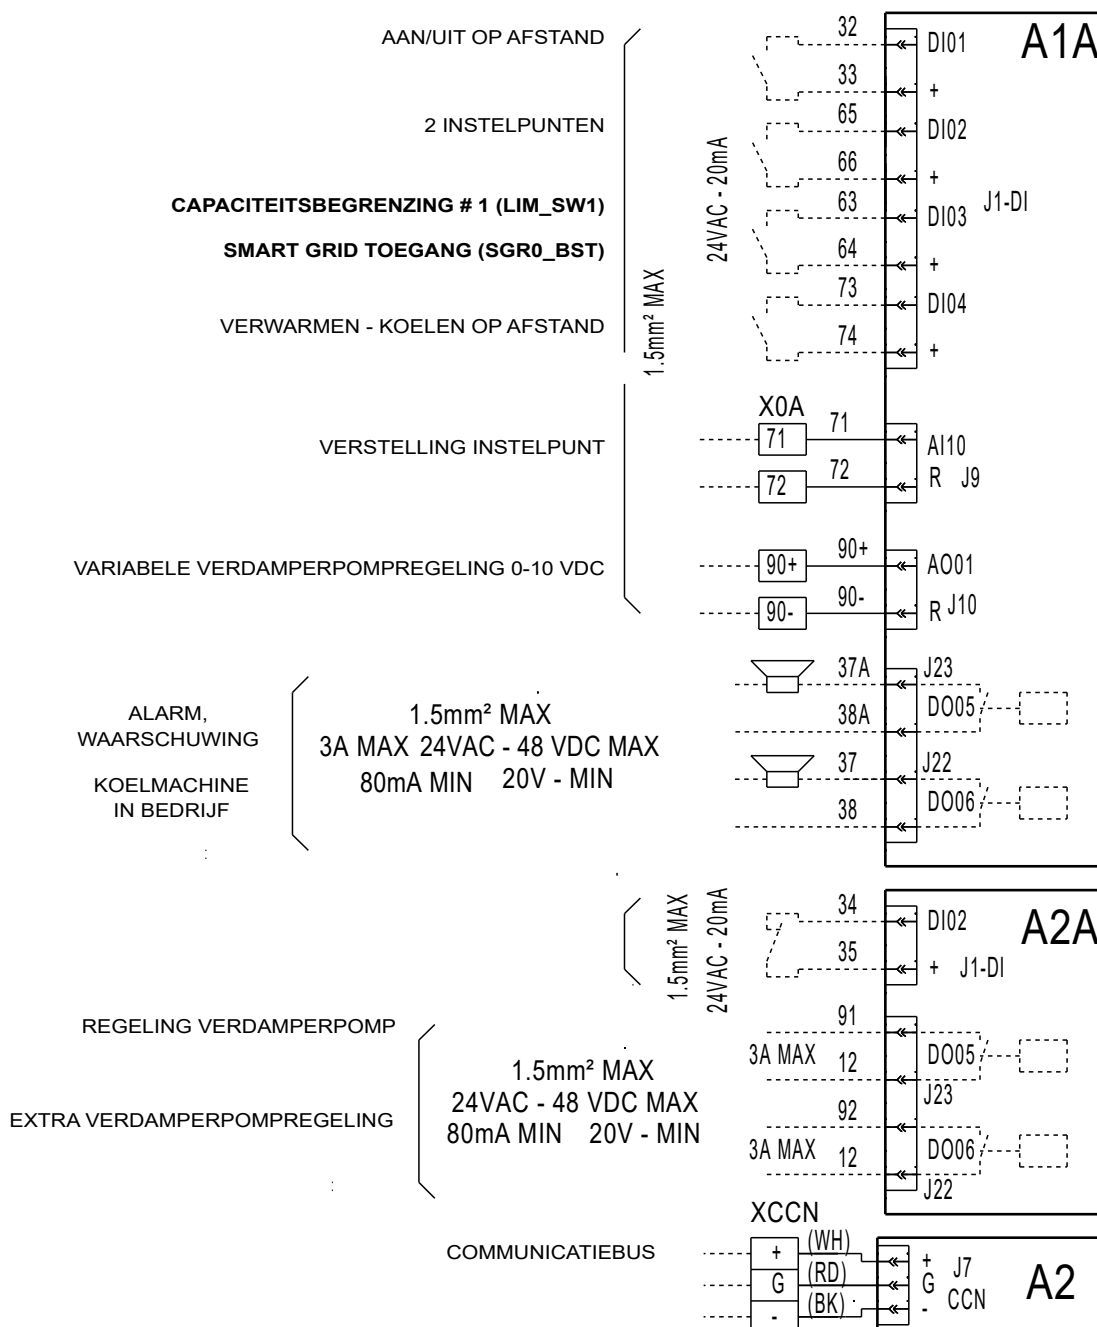 AAN/UIT OP AFSTAND
32
DI01
A1A
33
+
2 INSTELPUNTEN
65
DI02
66
+
24VAC - 20mA
CAPACITEITSBEGRENZING # 1 (LIM_SW1)
63
DI03
J1-DI
SMART GRID TOEGANG (SGR0_BST)
64
+
1.5mm² MAX
73
DI04
VERWARMEN - KOELEN OP AFSTAND
74
+
X0A
VERSTELLING INSTELPUNT
71
71
AI10
72
72
R J9
VARIABELE VERDAMPERPOMPREGELING 0-10 VDC
90+
90+
AO01
90-
90-
R J10
ALARM,
WAARSCHUWING
KOELMACHINE
IN BEDRIJF
1.5mm² MAX
3A MAX 24VAC - 48 VDC MAX
80mA MIN 20V - MIN
37A
J23
38A
DO05
37
J22
38
DO06
1.5mm² MAX
24VAC - 20mA
34
DI02
A2A
35
+ J1-DI
REGELING VERDAMPERPOMP
EXTRA VERDAMPERPOMPREGELING
1.5mm² MAX
24VAC - 48 VDC MAX
80mA MIN 20V - MIN
91
3A MAX 12
DO05
J23
92
3A MAX 12
DO06
J22
XCCN
COMMUNICATIEBUS
+ (WH) +
G (RD) G
- (BK) -
J7
CCN
A2